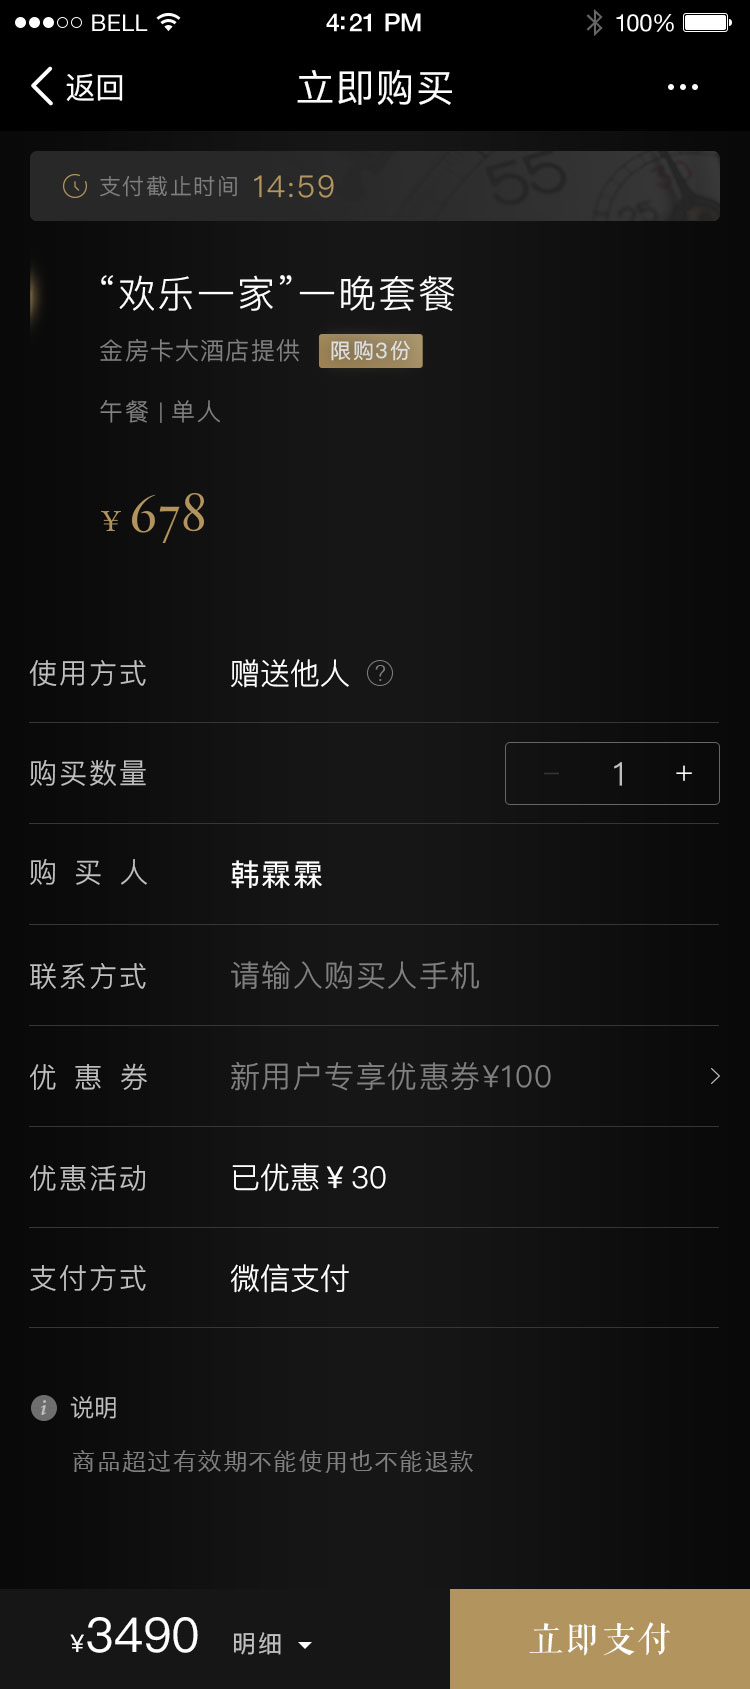 BELL 4:21 PM 100%
返回 立即购买
支付截止时间 14:59
55
25
“欢乐一家”一晚套餐
金房卡大酒店提供 限购3份
午餐 | 单人
¥ 678
使用方式 赠送他人 ?
购买数量 − 1 +
购买人 韩霖霖
联系方式 请输入购买人手机
优惠券 新用户专享优惠券¥100
优惠活动 已优惠 ¥ 30
支付方式 微信支付
i 说明
商品超过有效期不能使用也不能退款
¥3490 明细 立即支付